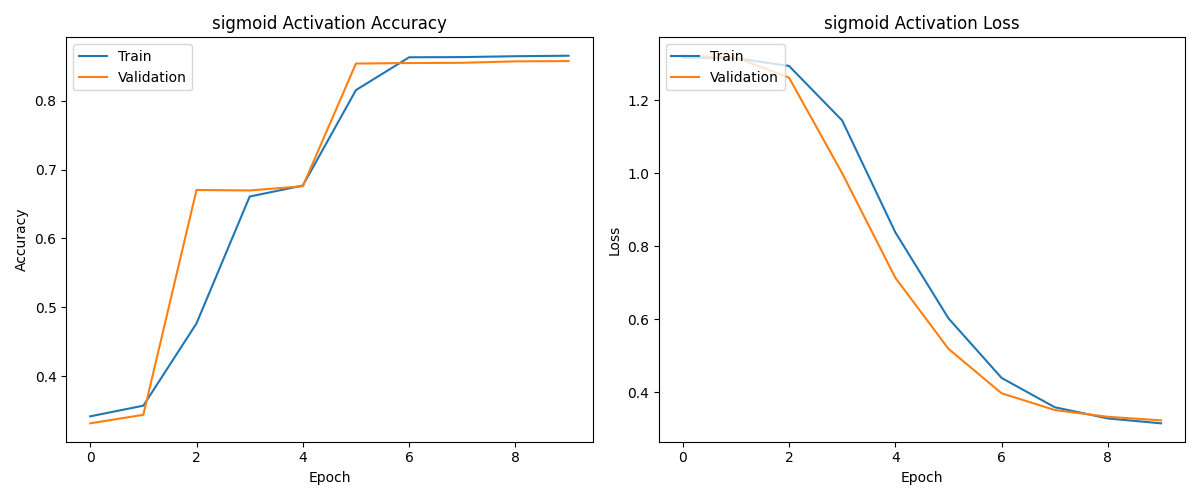 sigmoid Activation Accuracy
Train
Validation
0.8
0.7
0.6
0.5
0.4
Accuracy
0 2 4 6 8
Epoch
sigmoid Activation Loss
Train
Validation
1.2
1.0
0.8
0.6
0.4
Loss
0 2 4 6 8
Epoch